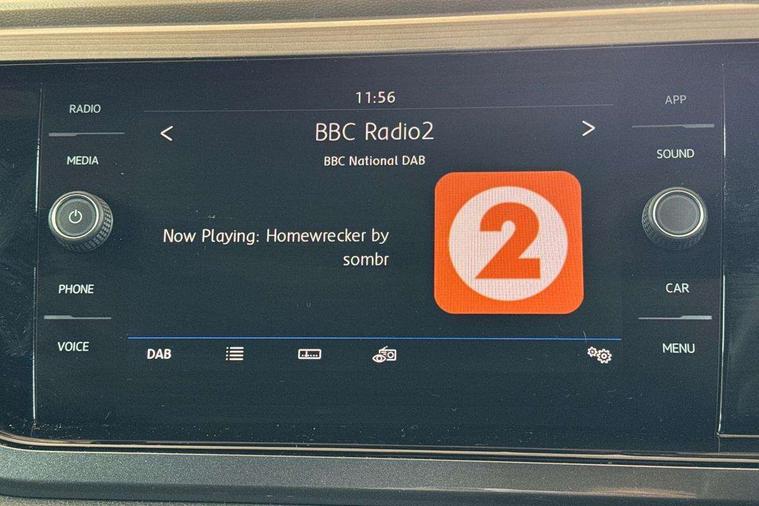 11:56
RADIO
APP
BBC Radio2
MEDIA
BBC National DAB
SOUND
2
Now Playing: Homewrecker by
sombr
PHONE
CAR
VOICE
DAB
MENU